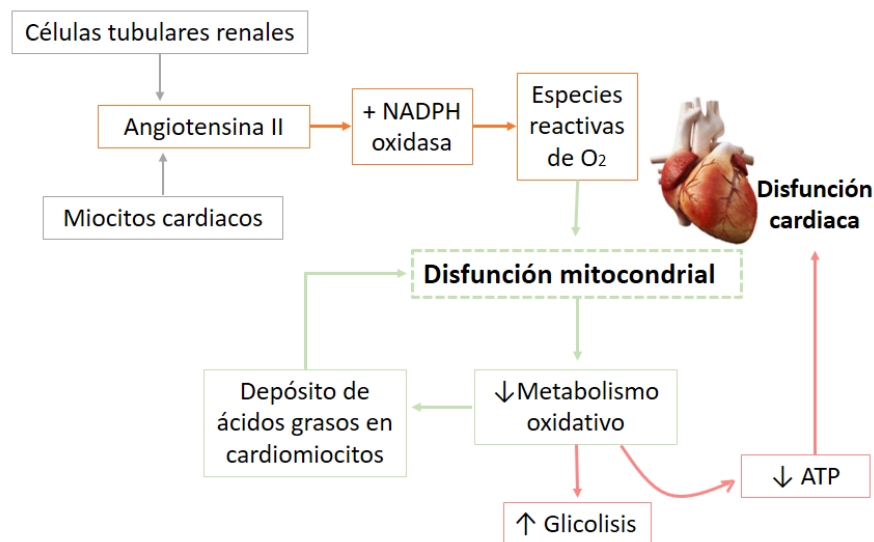 Células tubulares renales
Angiotensina II
Miocitos cardiacos
+ NADPH
oxidasa
Especies
reactivas
de O2
Disfunción
cardiaca
Disfunción mitocondrial
Depósito de
ácidos grasos en
cardiomiocitos
↓Metabolismo
oxidativo
↓ ATP
↑ Glicolisis